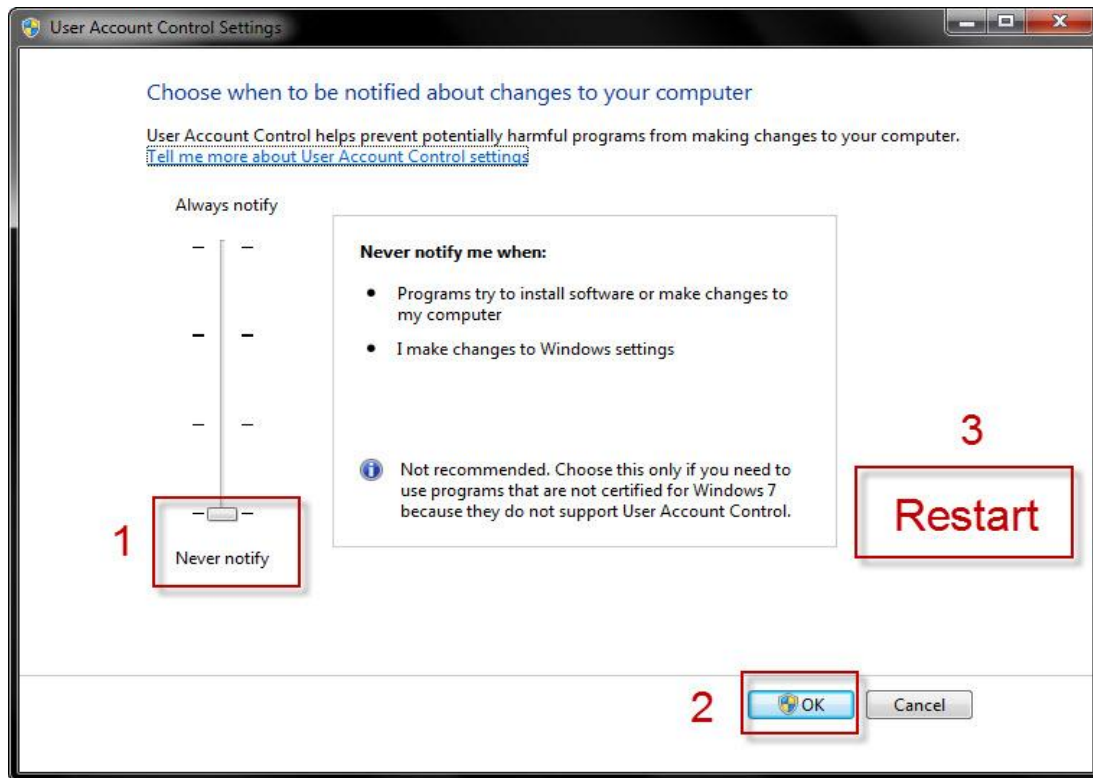 User Account Control Settings
Choose when to be notified about changes to your computer
User Account Control helps prevent potentially harmful programs from making changes to your computer.
Tell me more about User Account Control settings
Always notify
Never notify me when:
• Programs try to install software or make changes to
my computer
• I make changes to Windows settings
Not recommended. Choose this only if you need to
use programs that are not certified for Windows 7
because they do not support User Account Control.
1
Never notify
3
Restart
2
OK
Cancel